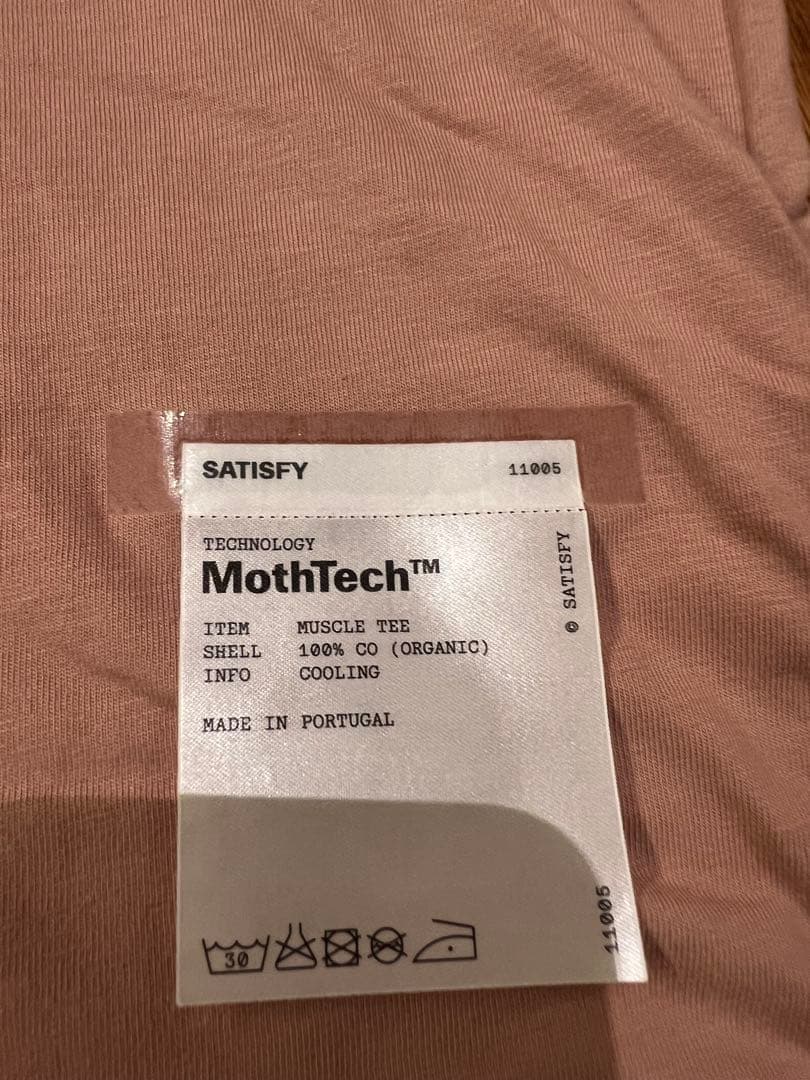 SATISFY 11005
TECHNOLOGY
MothTech™
ITEM MUSCLE TEE
SHELL 100% CO (ORGANIC)
INFO COOLING
MADE IN PORTUGAL
© SATISFY
30
11005